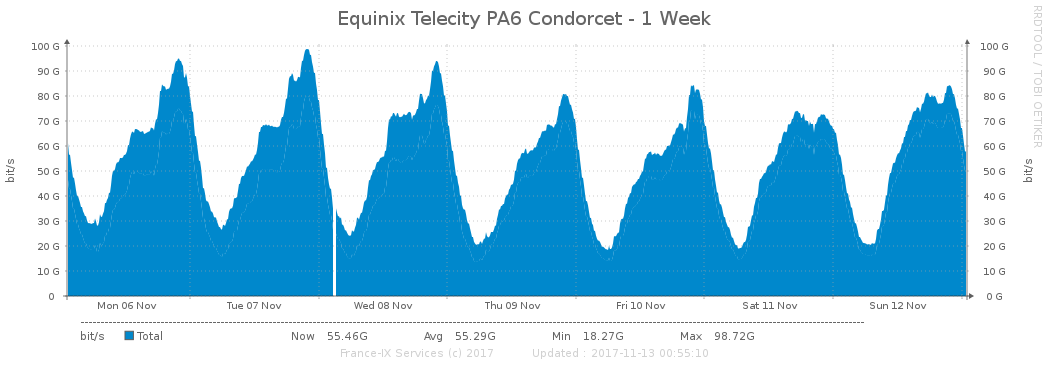 Equinix Telecity PA6 Condorcet - 1 Week
RRDTOOL / TOBI OETIKER
100 G 100 G
90 G 90 G
80 G 80 G
70 G 70 G
60 G 60 G
50 G 50 G
40 G 40 G
30 G 30 G
20 G 20 G
10 G 10 G
0 0 G
bit/s bit/s
Mon 06 Nov Tue 07 Nov Wed 08 Nov Thu 09 Nov Fri 10 Nov Sat 11 Nov Sun 12 Nov
bit/s Total Now 55.46G Avg 55.29G Min 18.27G Max 98.72G
France-IX Services (c) 2017 Updated : 2017-11-13 00:55:10